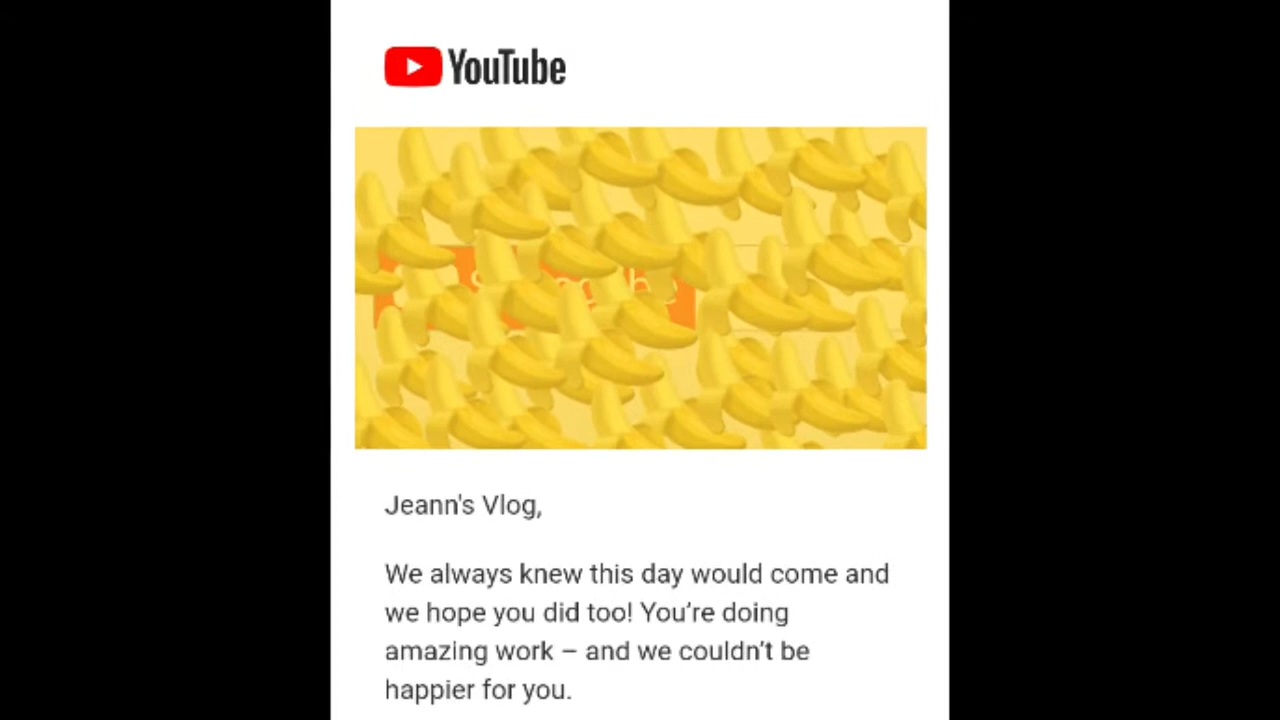 YouTube
Jeann's Vlog,
We always knew this day would come and
we hope you did too! You’re doing
amazing work – and we couldn’t be
happier for you.